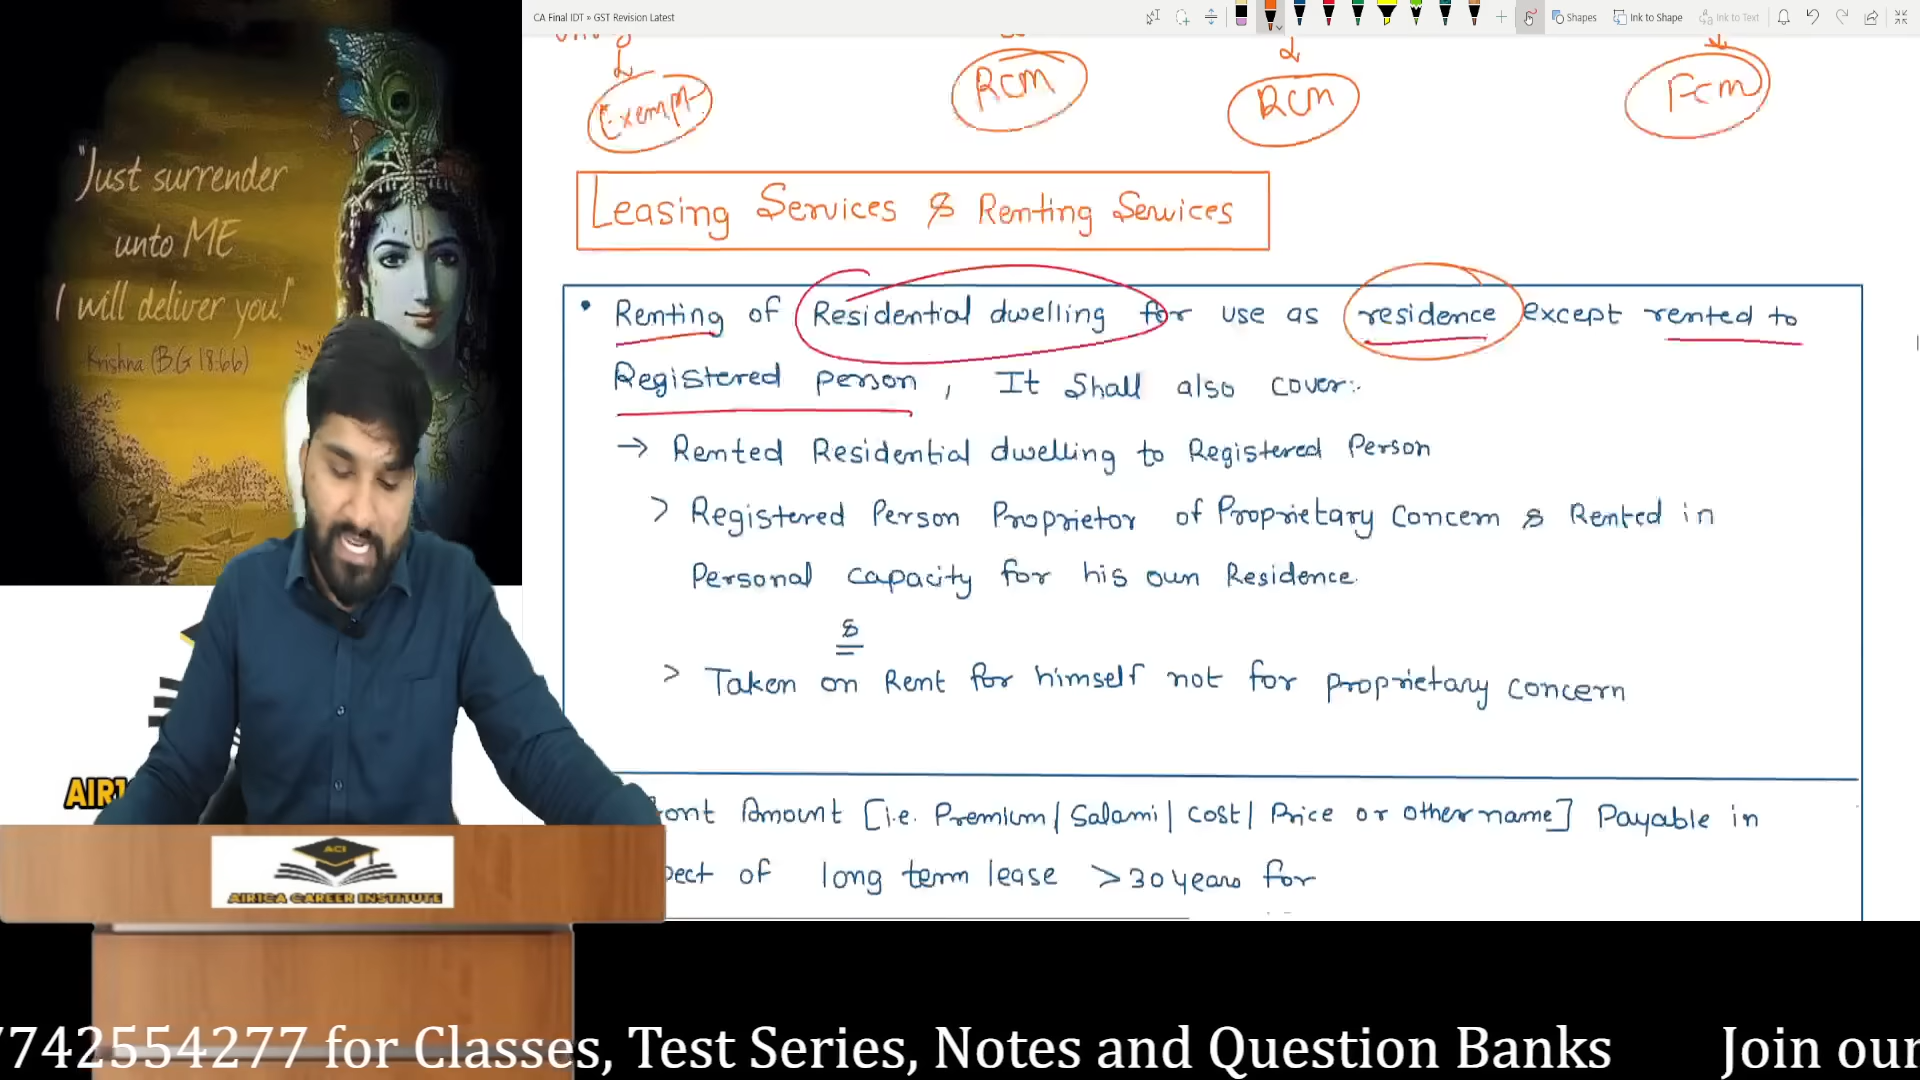 CA Final IDT » GST Revision Latest
Shapes
Ink to Shape
Ink to Text
Exempt
RCM
RCM
FCM
Leasing Services & Renting Services
"Just surrender
unto ME
I will deliver you!"
Krishna (B.G 18:66)
• Renting of Residential dwelling for use as residence except rented to
Registered person, It Shall also cover:-
→ Rented Residential dwelling to Registered Person
> Registered Person Proprietor of Proprietary Concern & Rented in
Personal capacity for his own Residence.
&
> Taken on Rent for himself not for proprietary concern
ont Amount [i.e. Premium/Salami/cost/Price or other name] Payable in
pect of long term lease >30 years for
AIR1
ACI
AIR1CA CAREER INSTITUTE
7742554277 for Classes, Test Series, Notes and Question Banks
Join our